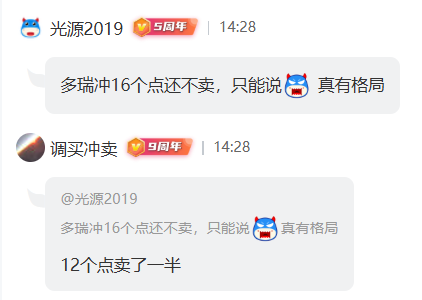 光源2019 5周年 | 14:28
多瑞冲16个点还不卖，只能说 真有格局
调买冲卖 9周年 | 14:28
@光源2019
多瑞冲16个点还不卖，只能说 真有格局
12个点卖了一半